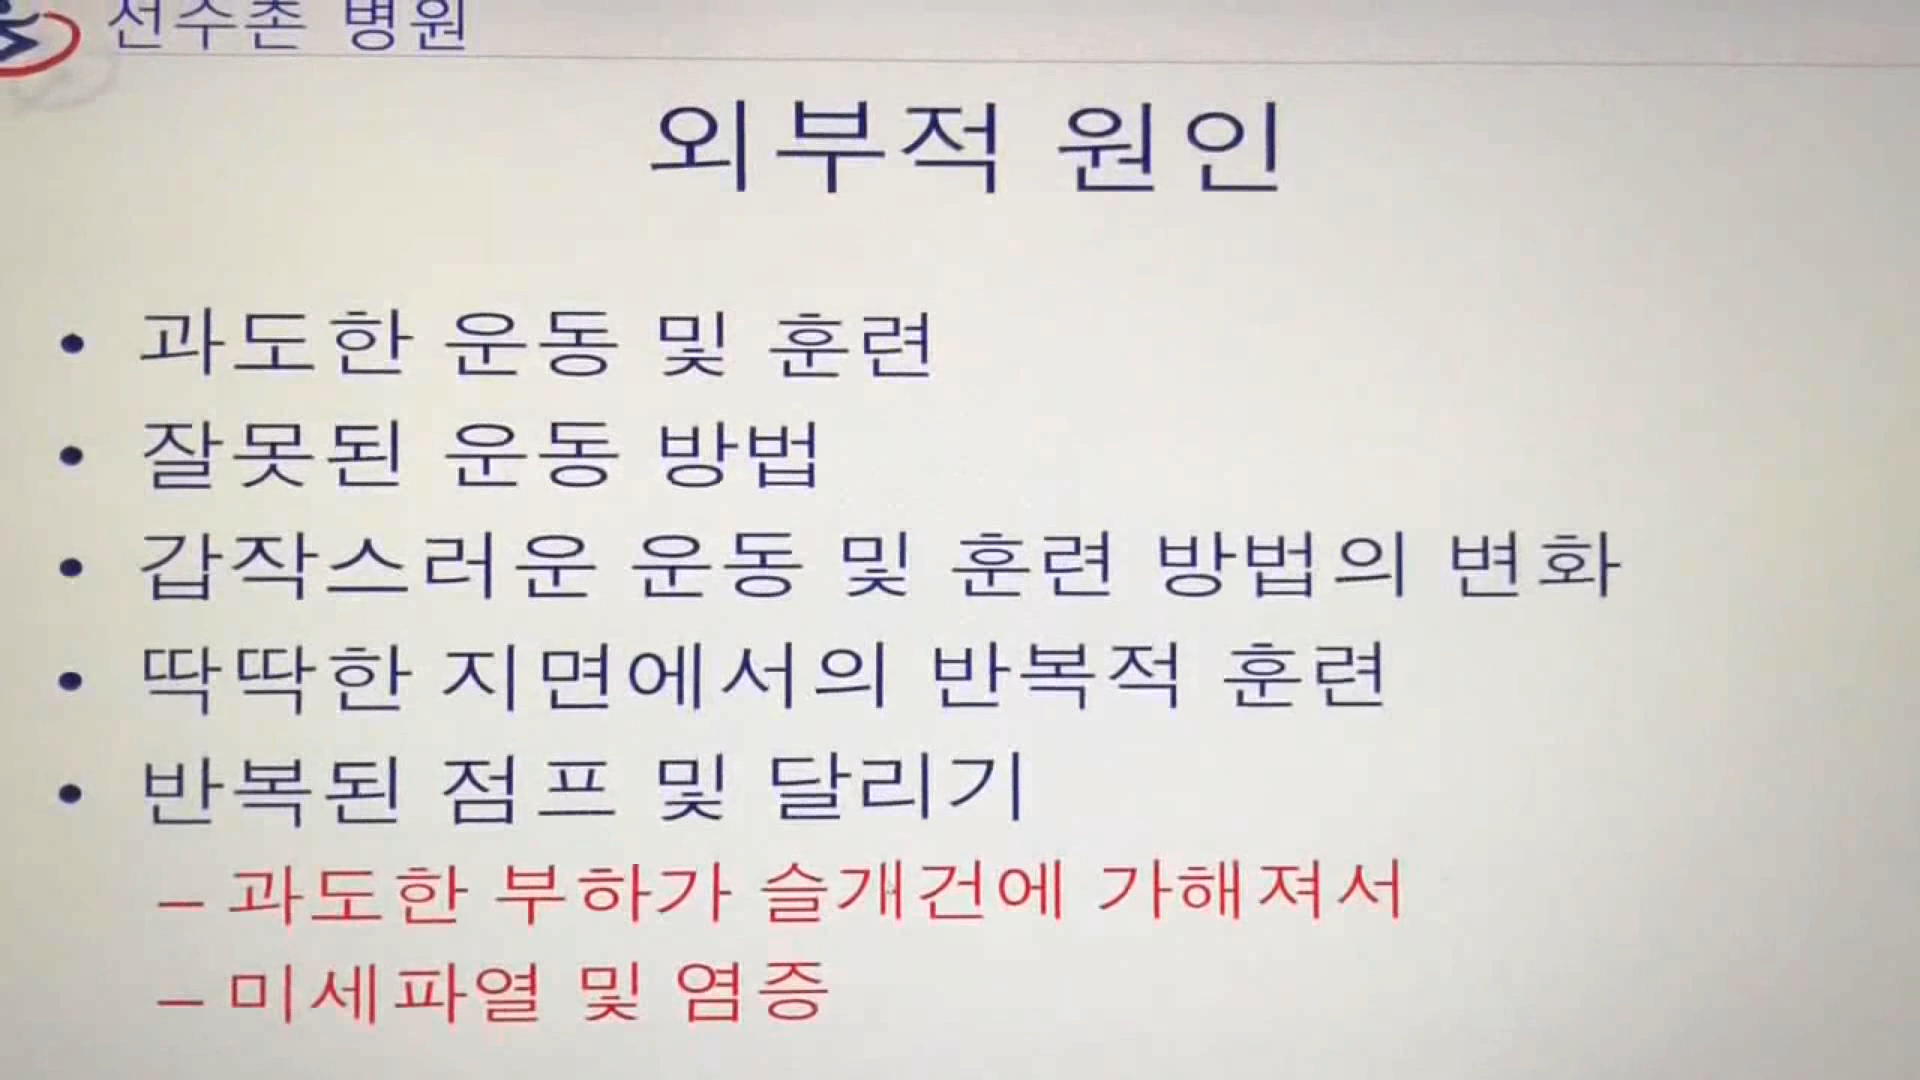 선수촌 병원
외부적 원인
• 과도한 운동 및 훈련
• 잘못된 운동 방법
• 갑작스러운 운동 및 훈련 방법의 변화
• 딱딱한 지면에서의 반복적 훈련
• 반복된 점프 및 달리기
– 과도한 부하가 슬개건에 가해져서
– 미세파열 및 염증